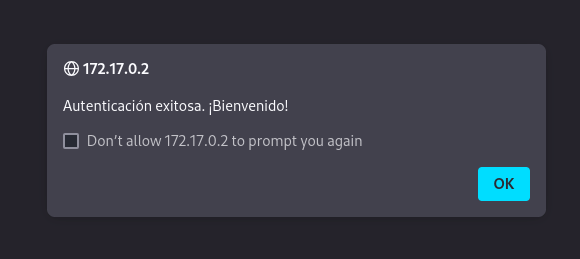 172.17.0.2
Autenticación exitosa. ¡Bienvenido!
Don't allow 172.17.0.2 to prompt you again
OK